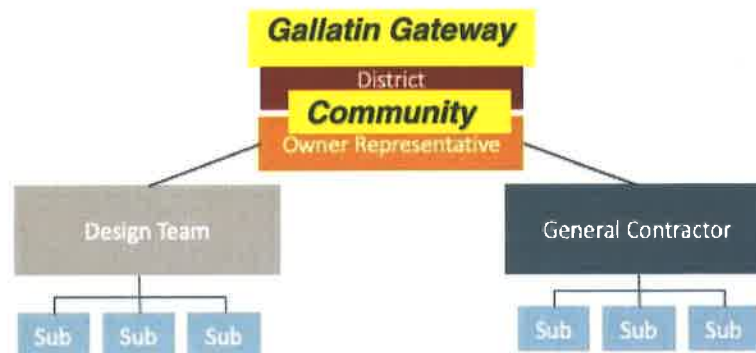 Gallatin Gateway
District
Community
Owner Representative
Design Team
General Contractor
Sub Sub Sub
Sub Sub Sub